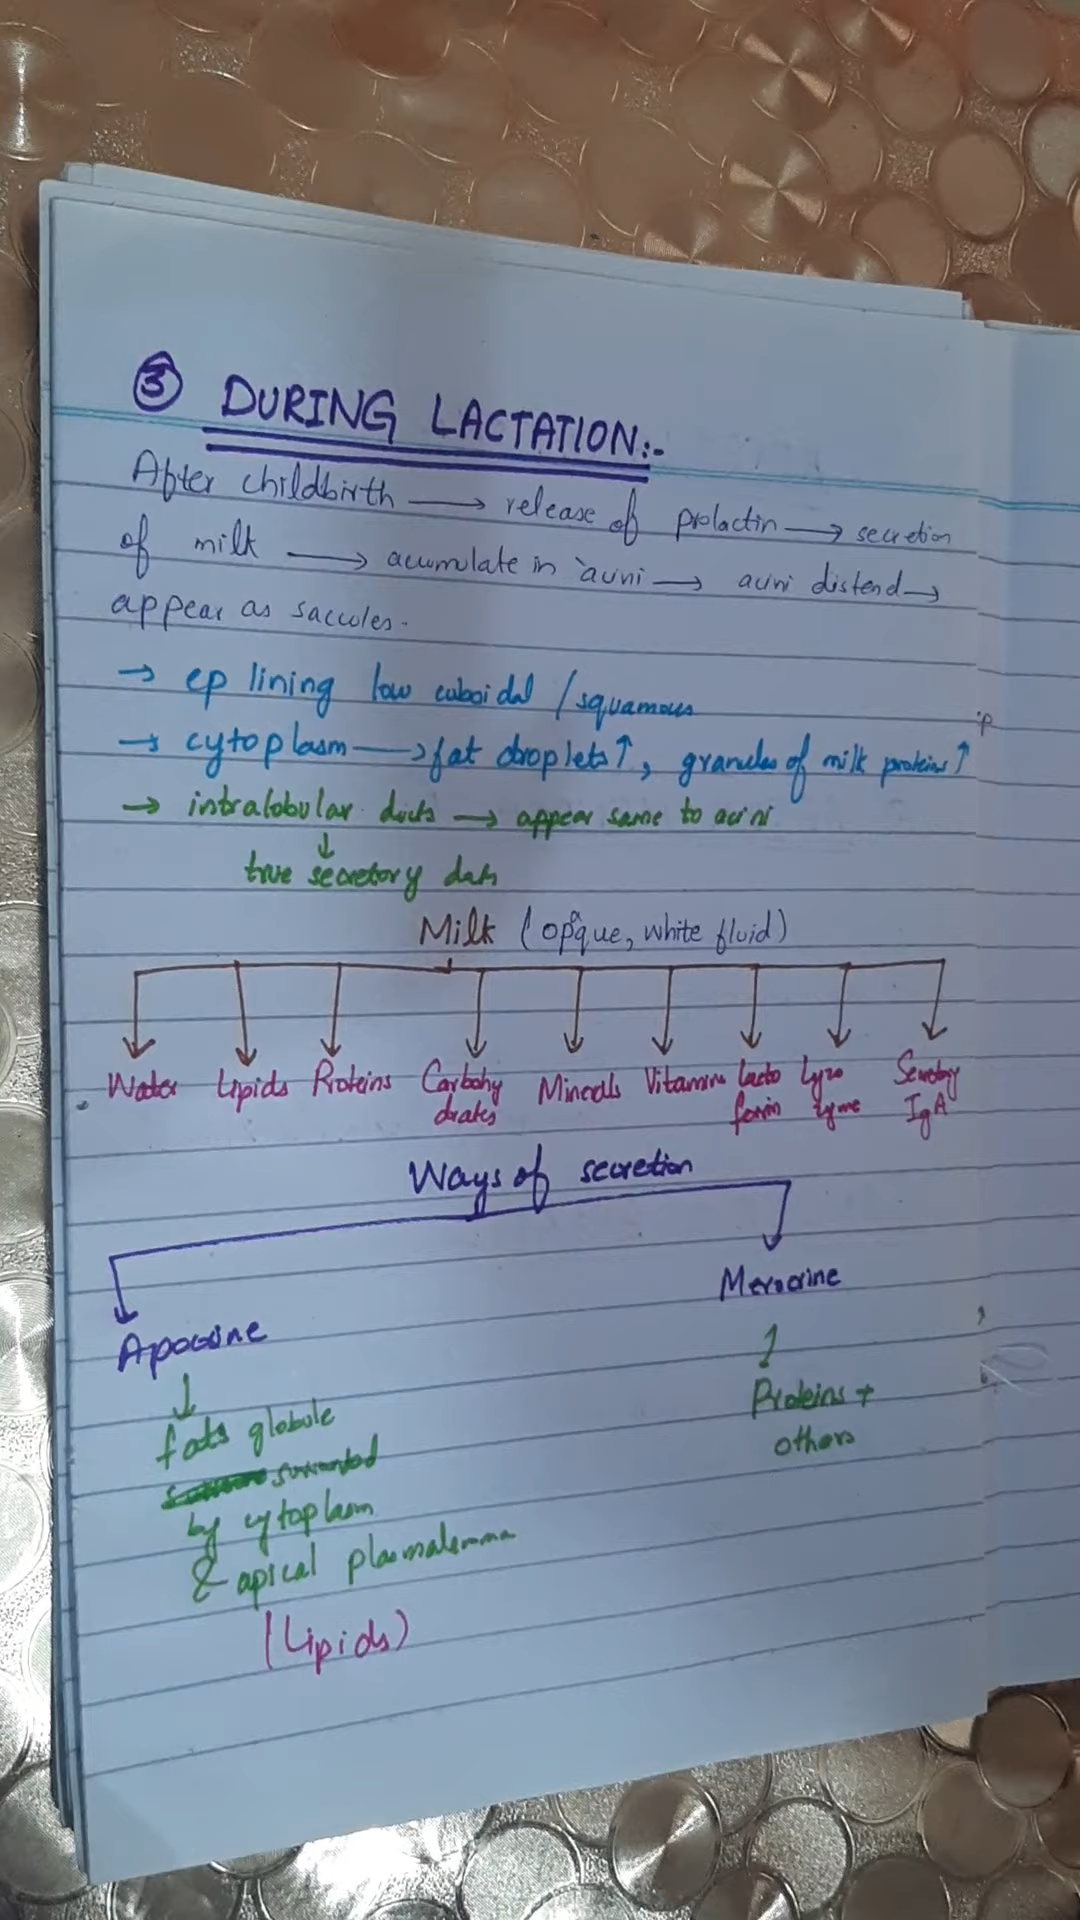 ③ DURING LACTATION:-
After childbirth → release of prolactin → secretion
of milk → acumulate in acini → acini distend →
appear as saccules.
→ ep lining low cuboidal / squamous
→ cytoplasm → fat droplets ↑, granules of milk proteins ↑
→ intralobular ducts → appear same to acini
↓
true secretory ducts
Milk (opaque, white fluid)
Water Lipids Proteins Carbohy Minerals Vitamins Lacto Lyzo Secretory
drates ferrin zyme IgA
Ways of secretion
Merocrine
Apocrine
↑
Proteins +
others
↓
fats globule
surrounded
by cytoplasm
& apical plasmalemma
(Lipids)